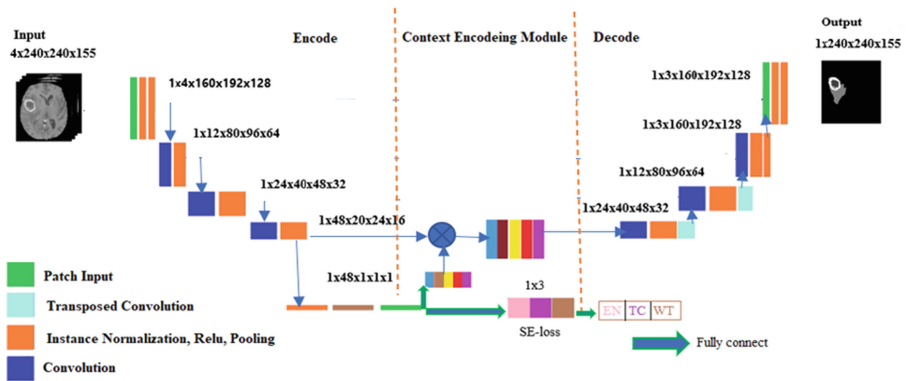 Input
4x240x240x155
Encode
Context Encodeing Module
Decode
Output
1x240x240x155
1x4x160x192x128
1x3x160x192x128
1x12x80x96x64
1x3x160x192x128
1x24x40x48x32
1x12x80x96x64
1x48x20x24x16
1x24x40x48x32
1x48x1x1x1
1x3
Patch Input
Transposed Convolution
SE-loss
EN TC WT
Instance Normalization, Relu, Pooling
Fully connect
Convolution